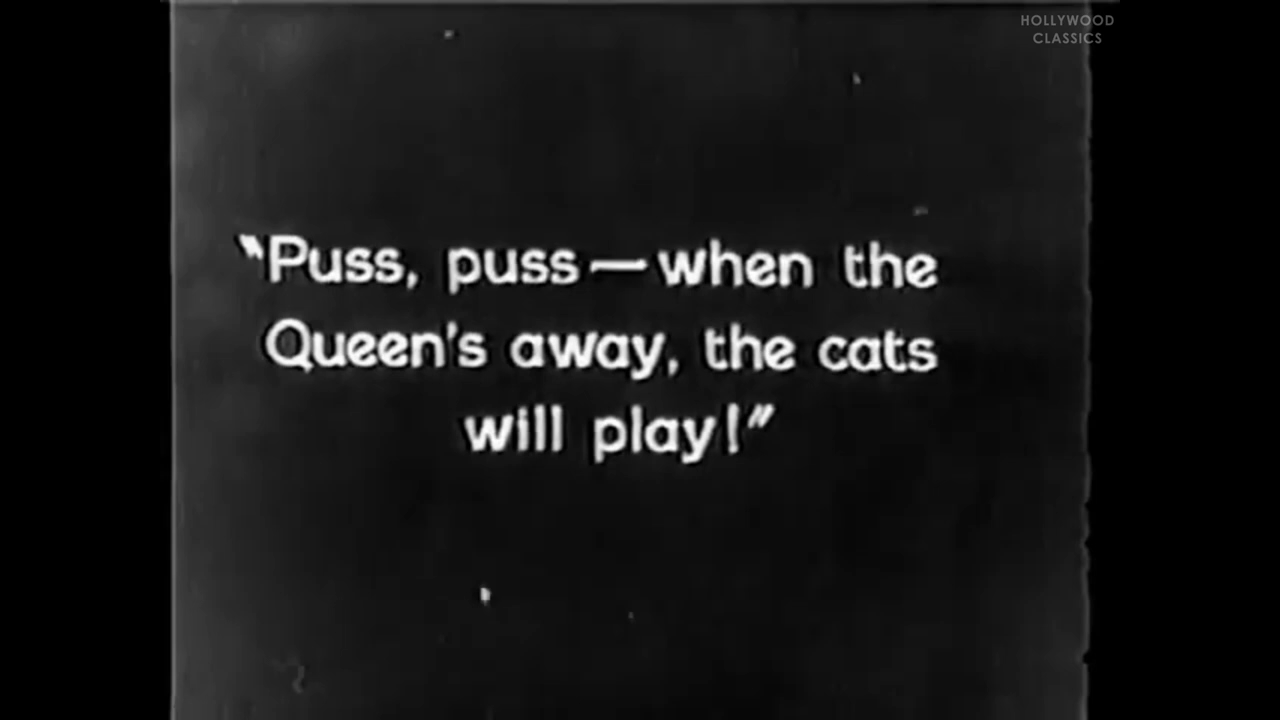 HOLLYWOOD
CLASSICS
"Puss, puss—when the
Queen's away, the cats
will play!"